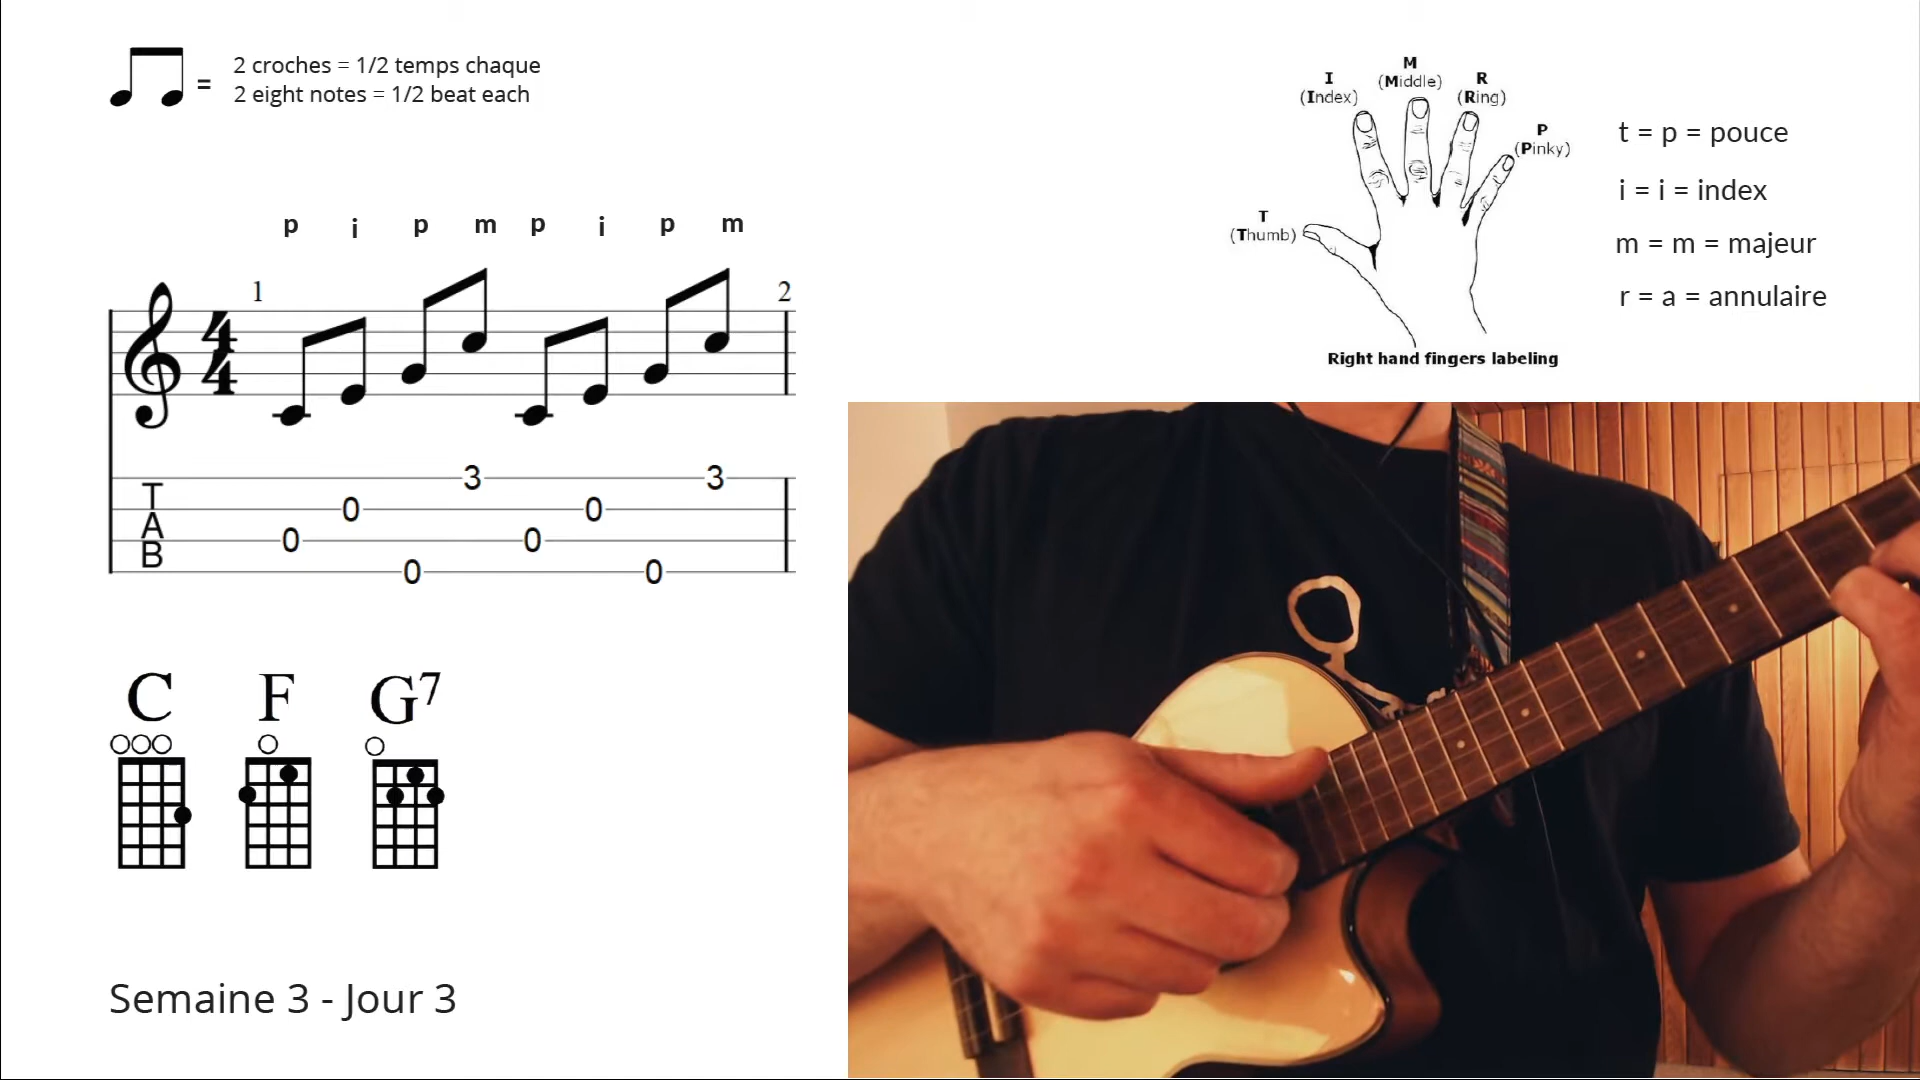 = 2 croches = 1/2 temps chaque
2 eight notes = 1/2 beat each
p i p m p i p m
1 2
4
4
3 3
T 0 0
A 0 0
B 0 0
C F G7
Semaine 3 - Jour 3
M
(Middle)
I
(Index)
R
(Ring)
P
(Pinky)
T
(Thumb)
Right hand fingers labeling
t = p = pouce
i = i = index
m = m = majeur
r = a = annulaire